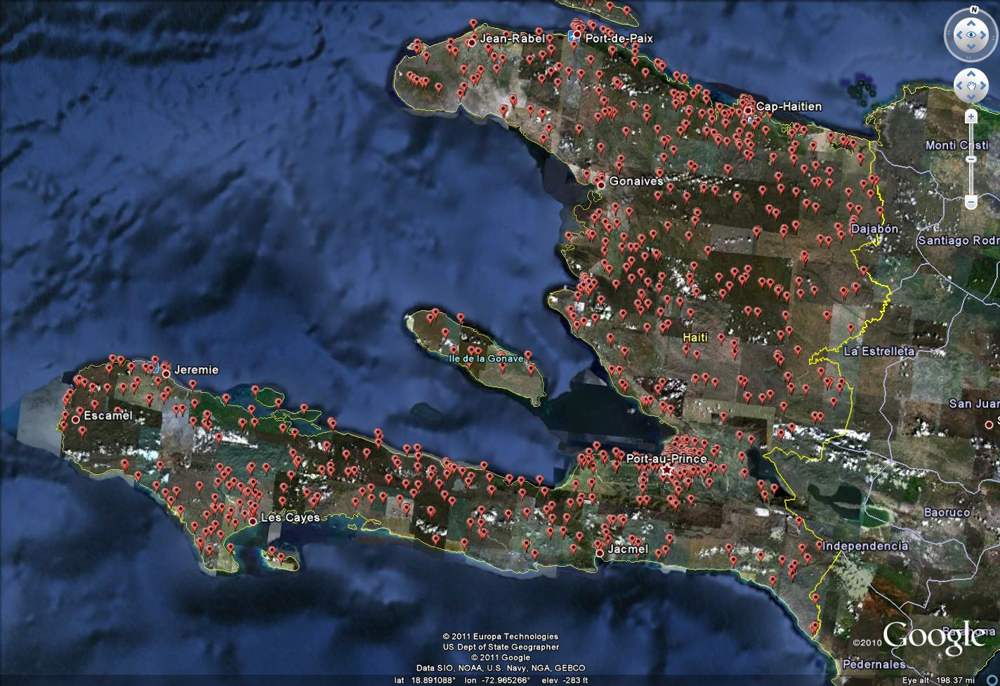 N
Jean-Rabel
Port-de-Paix
Cap-Haitien
Monti Cristi
Gonaives
Dajabón
Santiago Rodr
Haiti
La Estrelleta
Ile de la Gonave
Jeremie
San Juar
Escamel
Port-au-Prince
Les Cayes
Baoruco
Independencia
Jacmel
© 2011 Europa Technologies
US Dept of State Geographer
© 2011 Google
Data SIO, NOAA, U.S. Navy, NGA, GEBCO
©2010 Google
Pedernales
lat 18.891088° lon -72.965266° elev -283 ft
Eye alt 198.37 mi